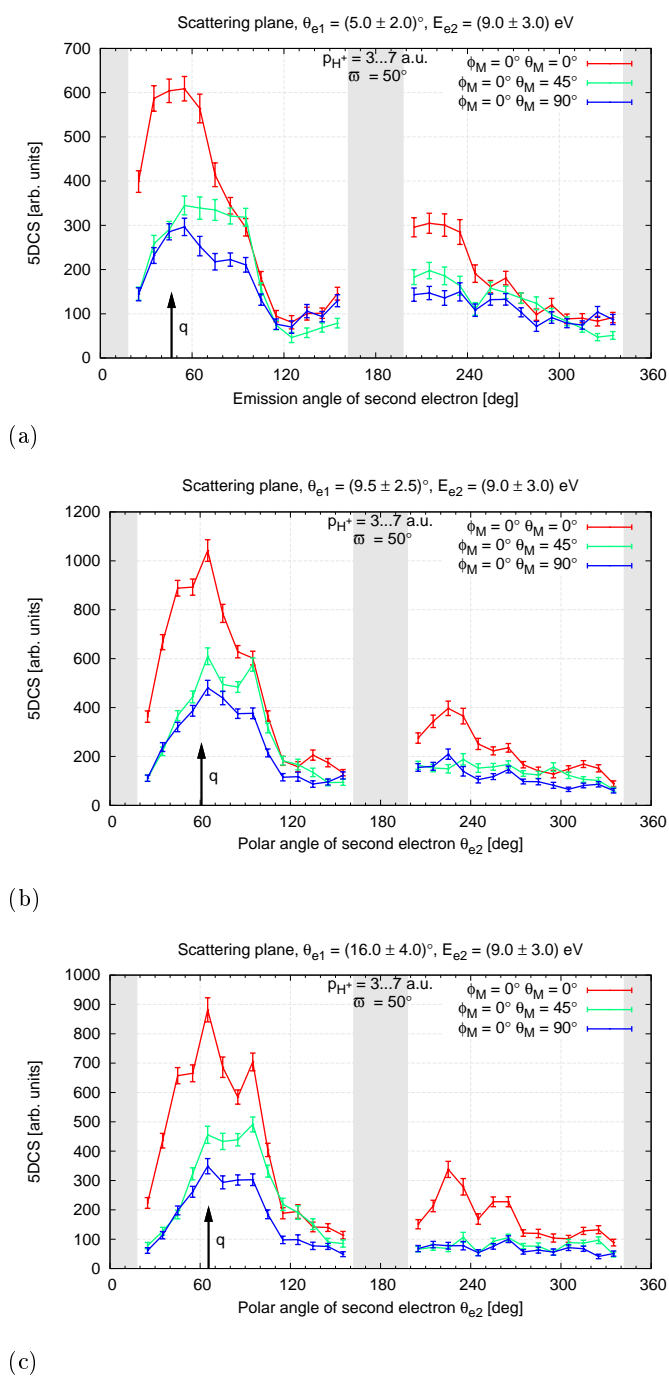 Scattering plane, θe1 = (5.0 ± 2.0)°, Ee2 = (9.0 ± 3.0) eV
700
600
500
400
300
200
100
0
5DCS [arb. units]
pH+ = 3...7 a.u.
ϖ = 50°
ϕM = 0° θM = 0°
ϕM = 0° θM = 45°
ϕM = 0° θM = 90°
q
0 60 120 180 240 300 360
Emission angle of second electron [deg]
(a)
Scattering plane, θe1 = (9.5 ± 2.5)°, Ee2 = (9.0 ± 3.0) eV
1200
1000
800
600
400
200
0
5DCS [arb. units]
pH+ = 3...7 a.u.
ϖ = 50°
ϕM = 0° θM = 0°
ϕM = 0° θM = 45°
ϕM = 0° θM = 90°
q
0 60 120 180 240 300 360
Polar angle of second electron θe2 [deg]
(b)
Scattering plane, θe1 = (16.0 ± 4.0)°, Ee2 = (9.0 ± 3.0) eV
1000
900
800
700
600
500
400
300
200
100
0
5DCS [arb. units]
pH+ = 3...7 a.u.
ϖ = 50°
ϕM = 0° θM = 0°
ϕM = 0° θM = 45°
ϕM = 0° θM = 90°
q
0 60 120 180 240 300 360
Polar angle of second electron θe2 [deg]
(c)